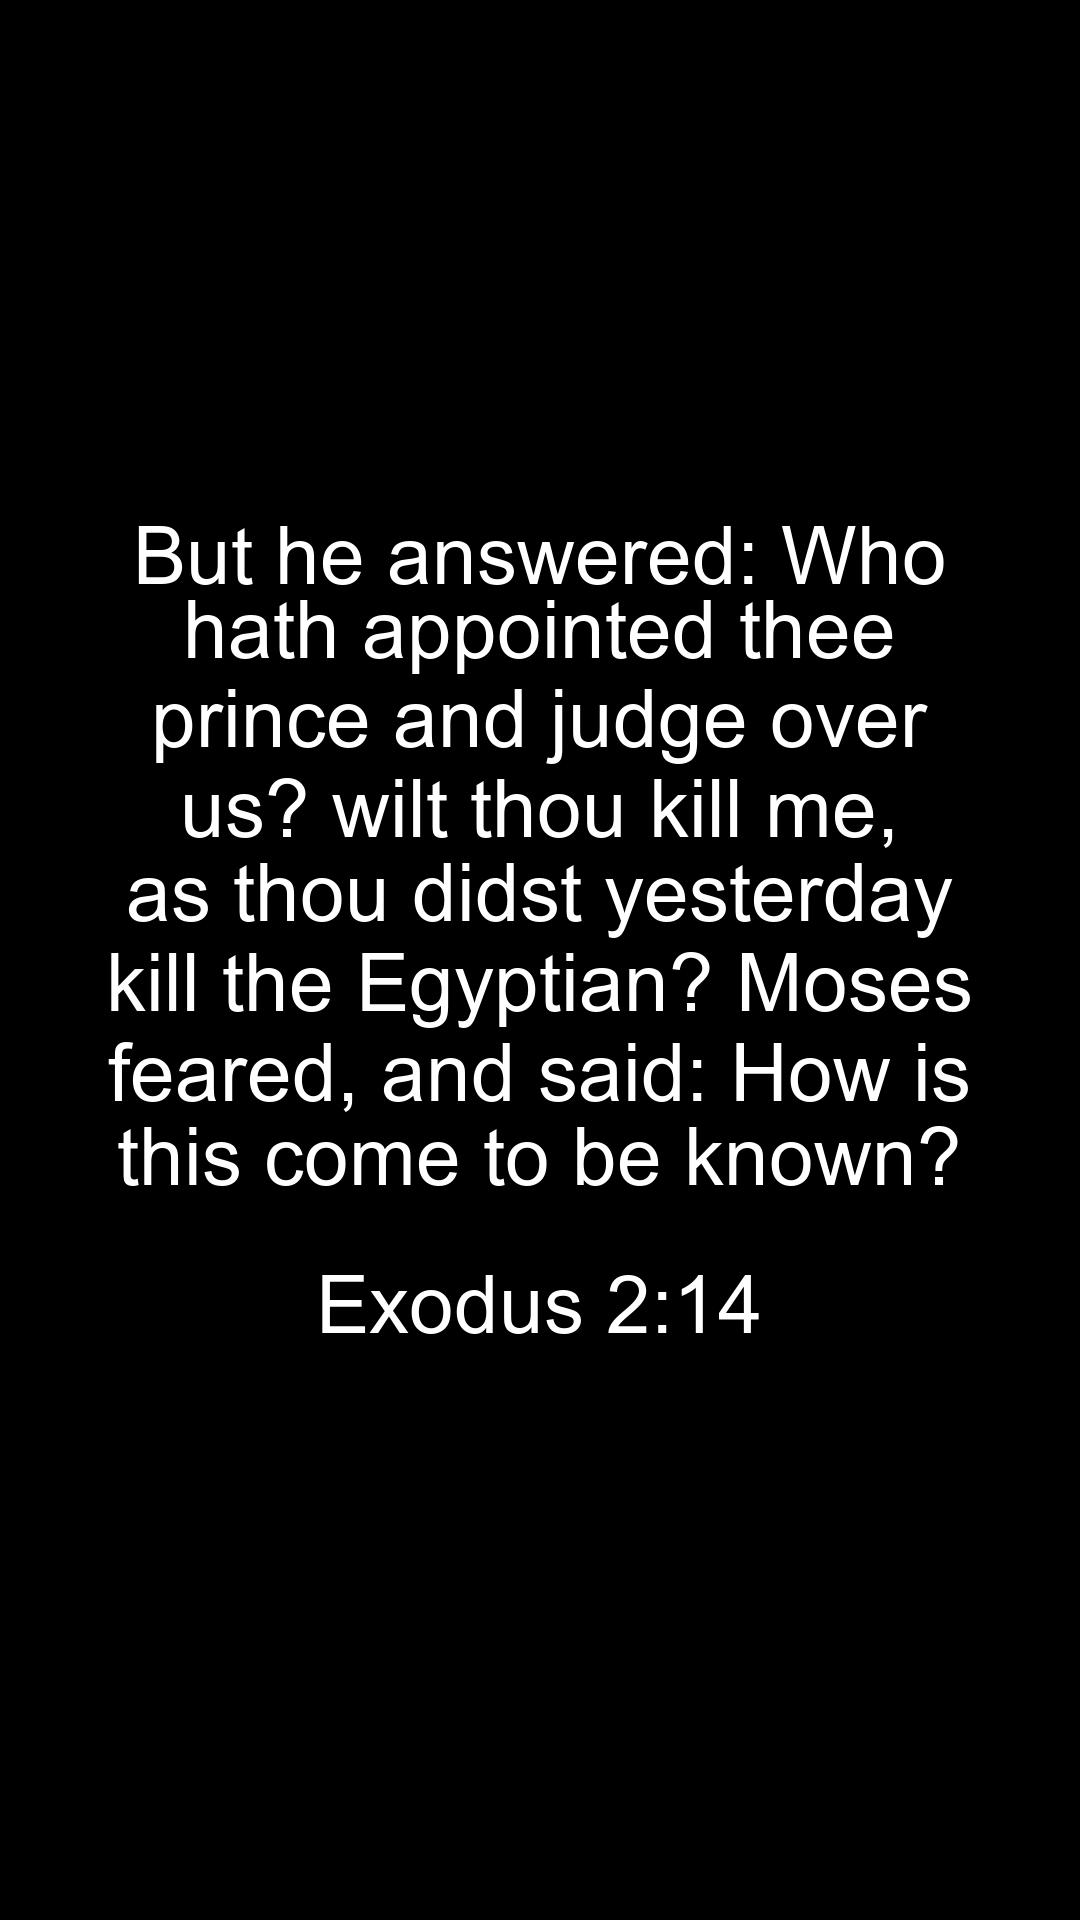 But he answered: Who
hath appointed thee
prince and judge over
us? wilt thou kill me,
as thou didst yesterday
kill the Egyptian? Moses
feared, and said: How is
this come to be known?
Exodus 2:14